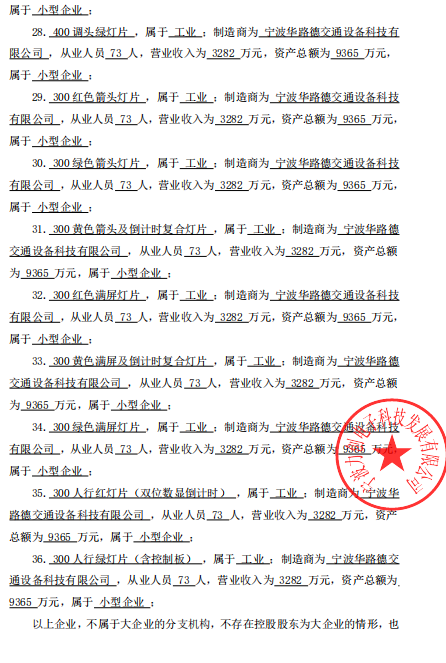 属于 小型企业 ；
28. 400 调头绿灯片 ，属于 工业 ；制造商为 宁波华路德交通设备科技有
限公司 ，从业人员 73 人，营业收入为 3282 万元，资产总额为 9365 万元，
属于 小型企业 ；
29. 300 红色箭头灯片 ，属于 工业 ；制造商为 宁波华路德交通设备科技
有限公司 ，从业人员 73 人，营业收入为 3282 万元，资产总额为 9365 万元，
属于 小型企业 ；
30. 300 绿色箭头灯片 ，属于 工业 ；制造商为 宁波华路德交通设备科技
有限公司 ，从业人员 73 人，营业收入为 3282 万元，资产总额为 9365 万元，
属于 小型企业 ；
31. 300 黄色箭头及倒计时复合灯片 ，属于 工业 ；制造商为 宁波华路德
交通设备科技有限公司 ，从业人员 73 人，营业收入为 3282 万元，资产总额
为 9365 万元，属于 小型企业 ；
32. 300 红色满屏灯片 ，属于 工业 ；制造商为 宁波华路德交通设备科技
有限公司 ，从业人员 73 人，营业收入为 3282 万元，资产总额为 9365 万元，
属于 小型企业 ；
33. 300 黄色满屏及倒计时复合灯片 ，属于 工业 ；制造商为 宁波华路德
交通设备科技有限公司 ，从业人员 73 人，营业收入为 3282 万元，资产总额
为 9365 万元，属于 小型企业 ；
34. 300 绿色满屏灯片 ，属于 工业 ；制造商为 宁波华路德交通设备科技
有限公司 ，从业人员 73 人，营业收入为 3282 万元，资产总额为 9365 万元，
属于 小型企业 ；
35. 300 人行红灯片（双位数显倒计时） ，属于 工业 ；制造商为 宁波华
路德交通设备科技有限公司 ，从业人员 73 人，营业收入为 3282 万元，资产
总额为 9365 万元，属于 小型企业 ；
36. 300 人行绿灯片（含控制板） ，属于 工业 ；制造商为 宁波华路德交
通设备科技有限公司 ，从业人员 73 人，营业收入为 3282 万元，资产总额为
9365 万元，属于 小型企业 ；
以上企业，不属于大企业的分支机构，不存在控股股东为大企业的情形，也
宁波 电子科技发展有限公司